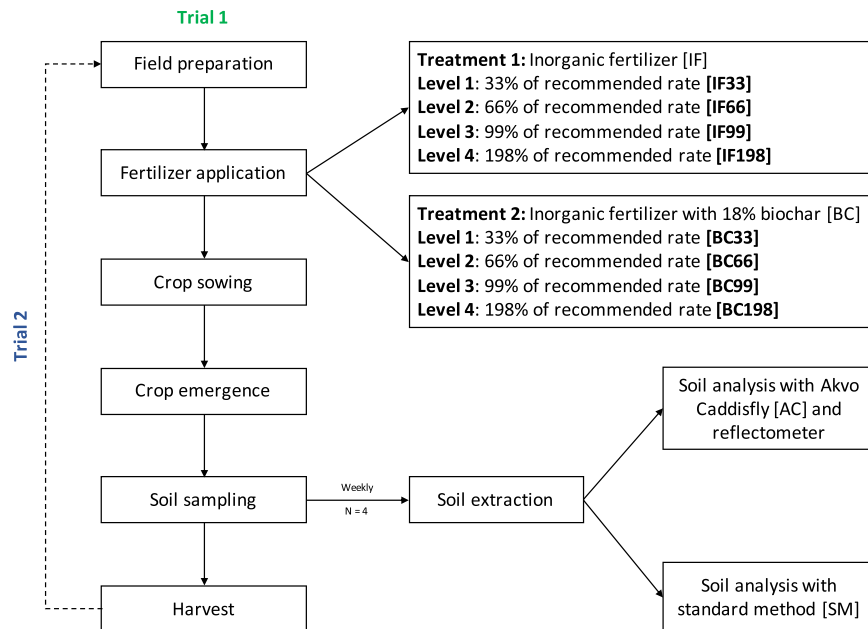 Trial 1
Field preparation
Treatment 1: Inorganic fertilizer [IF]
Level 1: 33% of recommended rate [IF33]
Level 2: 66% of recommended rate [IF66]
Level 3: 99% of recommended rate [IF99]
Level 4: 198% of recommended rate [IF198]
Fertilizer application
Treatment 2: Inorganic fertilizer with 18% biochar [BC]
Level 1: 33% of recommended rate [BC33]
Level 2: 66% of recommended rate [BC66]
Level 3: 99% of recommended rate [BC99]
Level 4: 198% of recommended rate [BC198]
Crop sowing
Trial 2
Crop emergence
Soil analysis with Akvo
Caddisfly [AC] and
reflectometer
Soil sampling
Weekly
N = 4
Soil extraction
Soil analysis with
standard method [SM]
Harvest